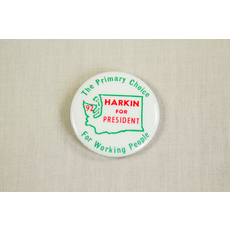 The Primary Choice
92
HARKIN
FOR
PRESIDENT
For Working People